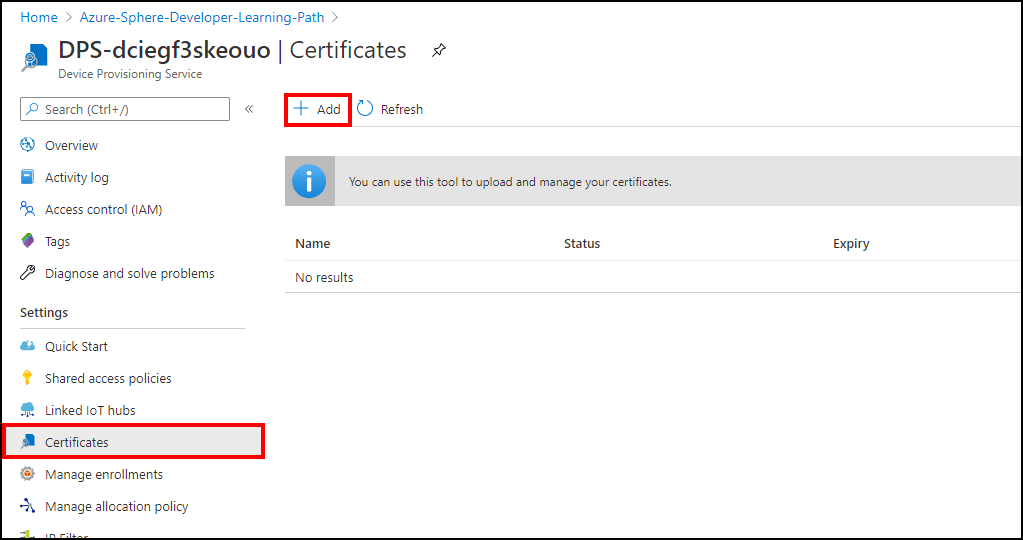 Home > Azure-Sphere-Developer-Learning-Path >
DPS-dciegf3skeouo | Certificates
Device Provisioning Service
Search (Ctrl+/)
«
Add
Refresh
Overview
Activity log
Access control (IAM)
Tags
Diagnose and solve problems
Settings
Quick Start
Shared access policies
Linked IoT hubs
Certificates
Manage enrollments
Manage allocation policy
IP Filter
You can use this tool to upload and manage your certificates.
Name Status Expiry
No results